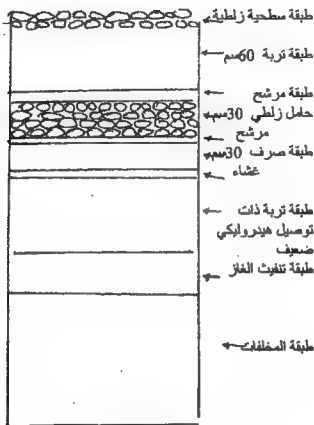 طبقة سطحية زلطية
طبقة تربة 60سم
طبقة مرشح
حامل زلطي 30سم
مرشح
طبقة صرف 30سم
غشاء
طبقة تربة ذات
توصيل هيدروليكي
ضعيف
طبقة تنفيث الغاز
طبقة المخلفات